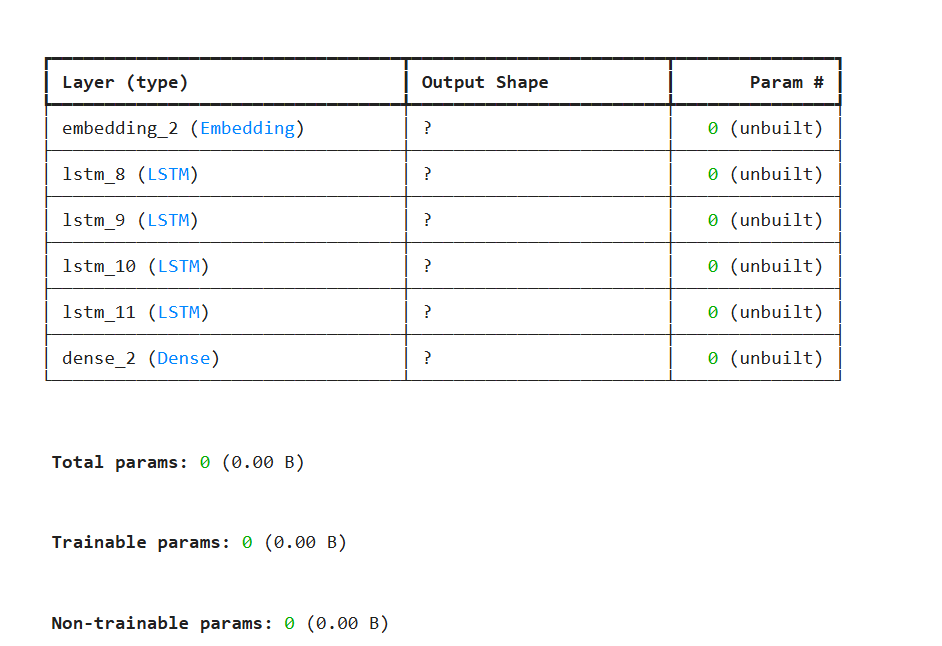 Layer (type) Output Shape Param #
embedding_2 (Embedding) ? 0 (unbuilt)
lstm_8 (LSTM) ? 0 (unbuilt)
lstm_9 (LSTM) ? 0 (unbuilt)
lstm_10 (LSTM) ? 0 (unbuilt)
lstm_11 (LSTM) ? 0 (unbuilt)
dense_2 (Dense) ? 0 (unbuilt)
Total params: 0 (0.00 B)
Trainable params: 0 (0.00 B)
Non-trainable params: 0 (0.00 B)